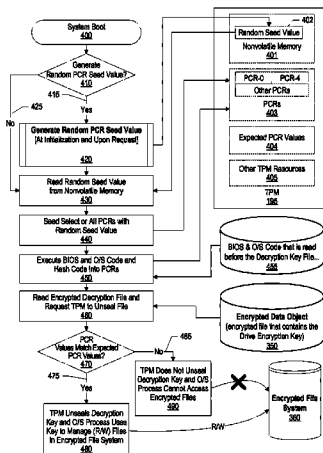 System Boot
400
Generate
Random PCR Seed Value?
410
415
425
Yes
No
Generate Random PCR Seed Value
[At Initialization and Upon Request]
420
Read Random Seed Value
from Nonvolatile Memory
430
Seed Select or All PCRs with
Random Seed Value
440
Execute BIOS and O/S Code and
Hash Code into PCRs
450
Read Encrypted Decryption File and
Request TPM to Unseal File
460
PCR
Values Match Expected
PCR Values?
470
No
485
475
Yes
TPM Does Not Unseal
Decryption Key and O/S
Process Cannot Access
Encrypted Files
490
TPM Unseals Decryption
Key and O/S Process Uses
Key to Manage (R/W) Files
in Encrypted File System
480
402
Random Seed Value
Nonvolatile Memory
401
PCR-0
PCR-4
Other PCRs
PCRs
403
Expected PCR Values
404
Other TPM Resources
405
TPM
195
BIOS & O/S Code that is read
before the Decryption Key File...
455
Encrypted Data Object
(encrypted file that contains the
Drive Encryption Key)
350
Encrypted File
System
360
R/W